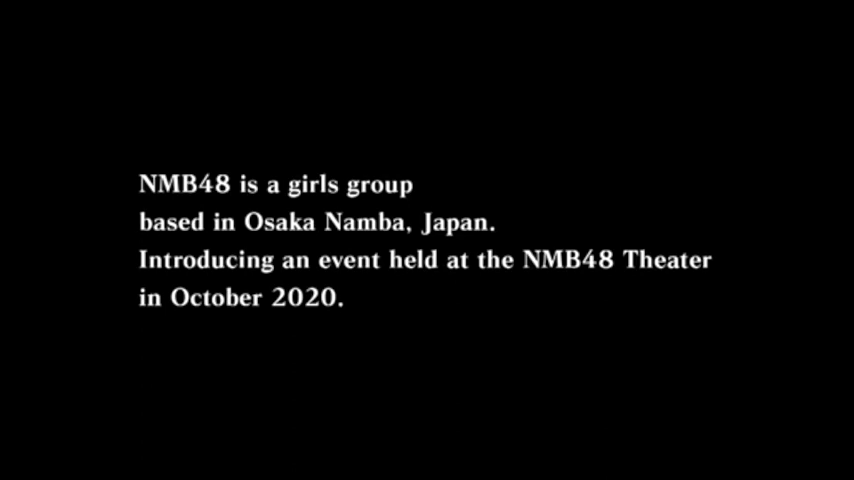 NMB48 is a girls group
based in Osaka Namba, Japan.
Introducing an event held at the NMB48 Theater
in October 2020.